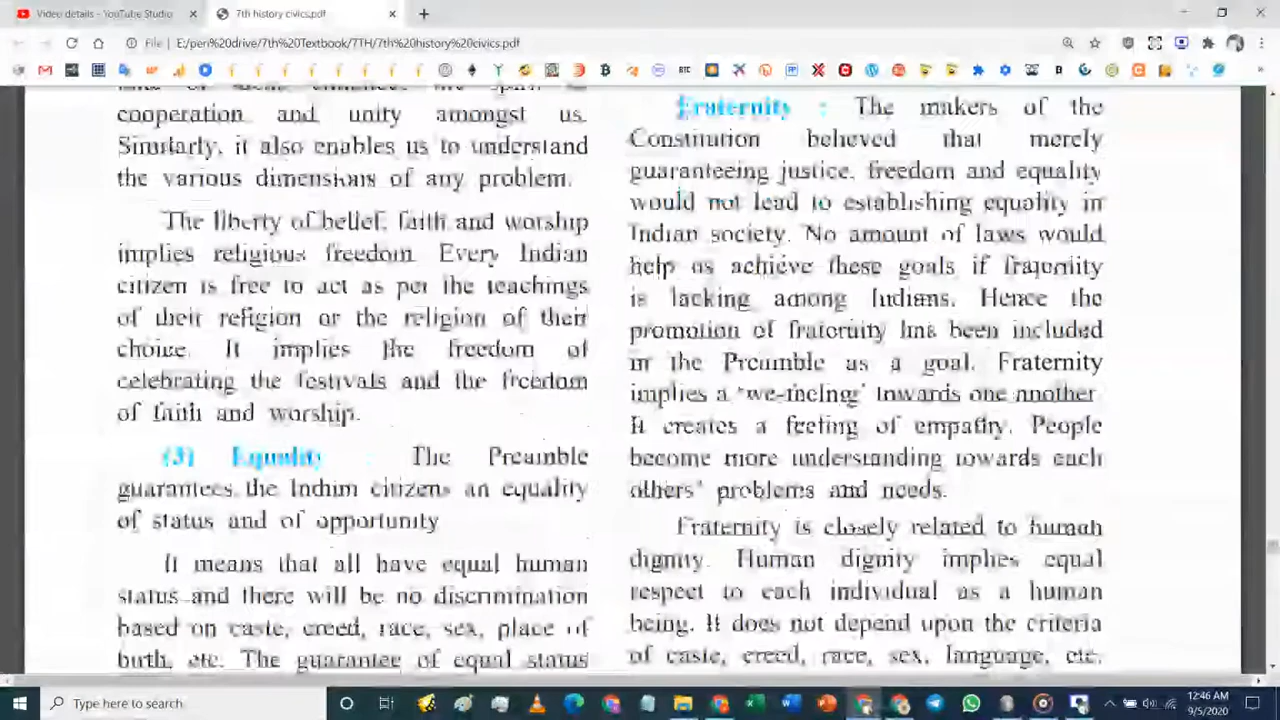 Video details - YouTube Studio
7th history civics.pdf
File | E:/pen%20drive/7th%20Textbook/7TH/7th%20history%20civics.pdf
cooperation and unity amongst us.
Similarly, it also enables us to understand
the various dimensions of any problem.
The liberty of belief, faith and worship
implies religious freedom. Every Indian
citizen is free to act as per the teachings
of their religion or the religion of their
choice. It implies the freedom of
celebrating the festivals and the freedom
of faith and worship.
(3) Equality : The Preamble
guarantees the Indian citizens an equality
of status and of opportunity
It means that all have equal human
status and there will be no discrimination
based on caste, creed, race, sex, place of
birth, etc. The guarantee of equal status
Fraternity : The makers of the
Constitution believed that merely
guaranteeing justice, freedom and equality
would not lead to establishing equality in
Indian society. No amount of laws would
help us achieve these goals if fraternity
is lacking among Indians. Hence the
promotion of fraternity has been included
in the Preamble as a goal. Fraternity
implies a 'we-feeling' towards one another.
It creates a feeling of empathy. People
become more understanding towards each
others' problems and needs.
Fraternity is closely related to human
dignity. Human dignity implies equal
respect to each individual as a human
being. It does not depend upon the criteria
of caste, creed, race, sex, language, etc.
Type here to search
12:46 AM
9/5/2020